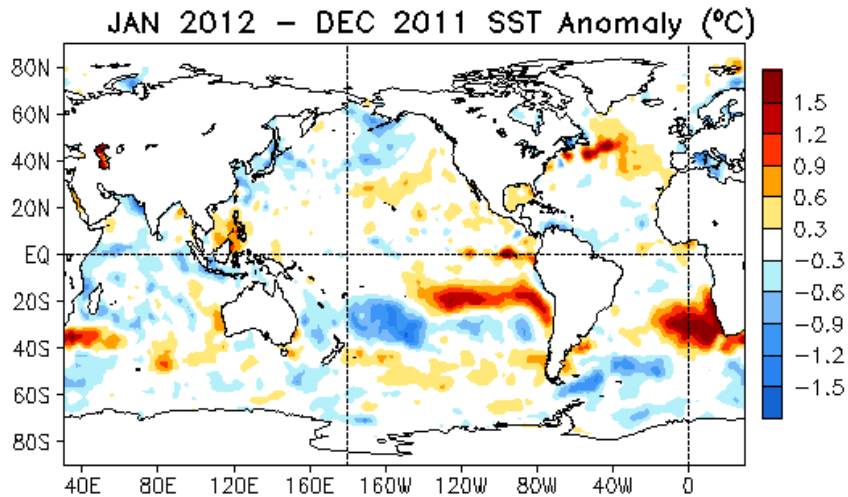 JAN 2012 – DEC 2011 SST Anomaly (ºC)
80N
60N
40N
20N
EQ
20S
40S
60S
80S
40E 80E 120E 160E 160W 120W 80W 40W 0
1.5
1.2
0.9
0.6
0.3
−0.3
−0.6
−0.9
−1.2
−1.5